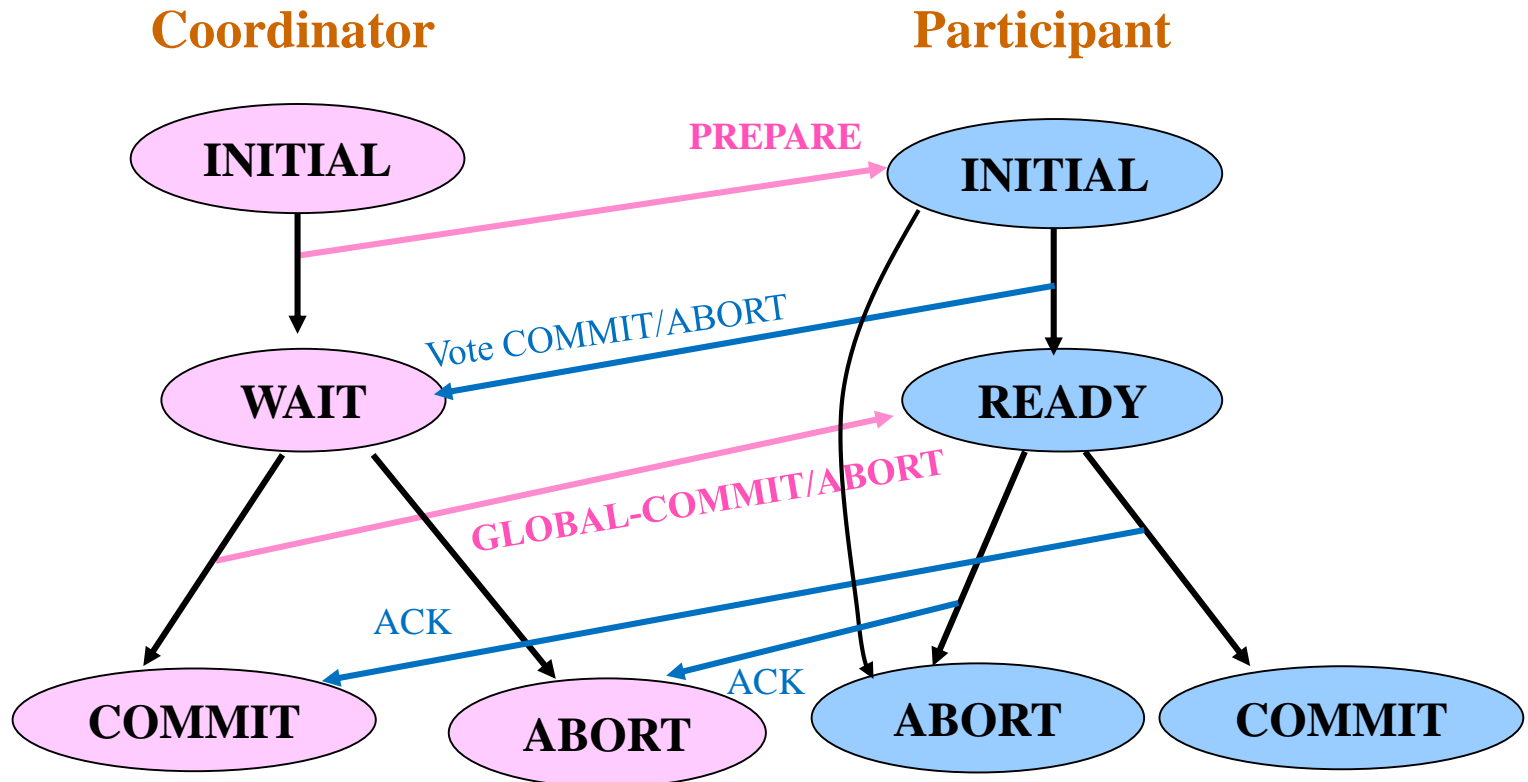 Coordinator
Participant
PREPARE
INITIAL
INITIAL
Vote COMMIT/ABORT
WAIT
READY
GLOBAL-COMMIT/ABORT
ACK
ACK
COMMIT
ABORT
ABORT
COMMIT